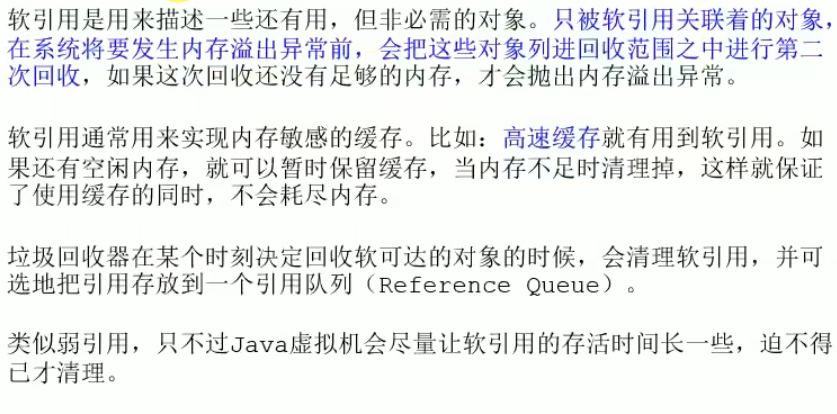 软引用是用来描述一些还有用，但非必需的对象。只被软引用关联着的对象，
在系统将要发生内存溢出异常前，会把这些对象列进回收范围之中进行第二
次回收，如果这次回收还没有足够的内存，才会抛出内存溢出异常。
软引用通常用来实现内存敏感的缓存。比如：高速缓存就有用到软引用。如
果还有空闲内存，就可以暂时保留缓存，当内存不足时清理掉，这样就保证
了使用缓存的同时，不会耗尽内存。
垃圾回收器在某个时刻决定回收软可达的对象的时候，会清理软引用，并可
选地把引用存放到一个引用队列（Reference Queue）。
类似弱引用，只不过Java虚拟机会尽量让软引用的存活时间长一些，迫不得
已才清理。